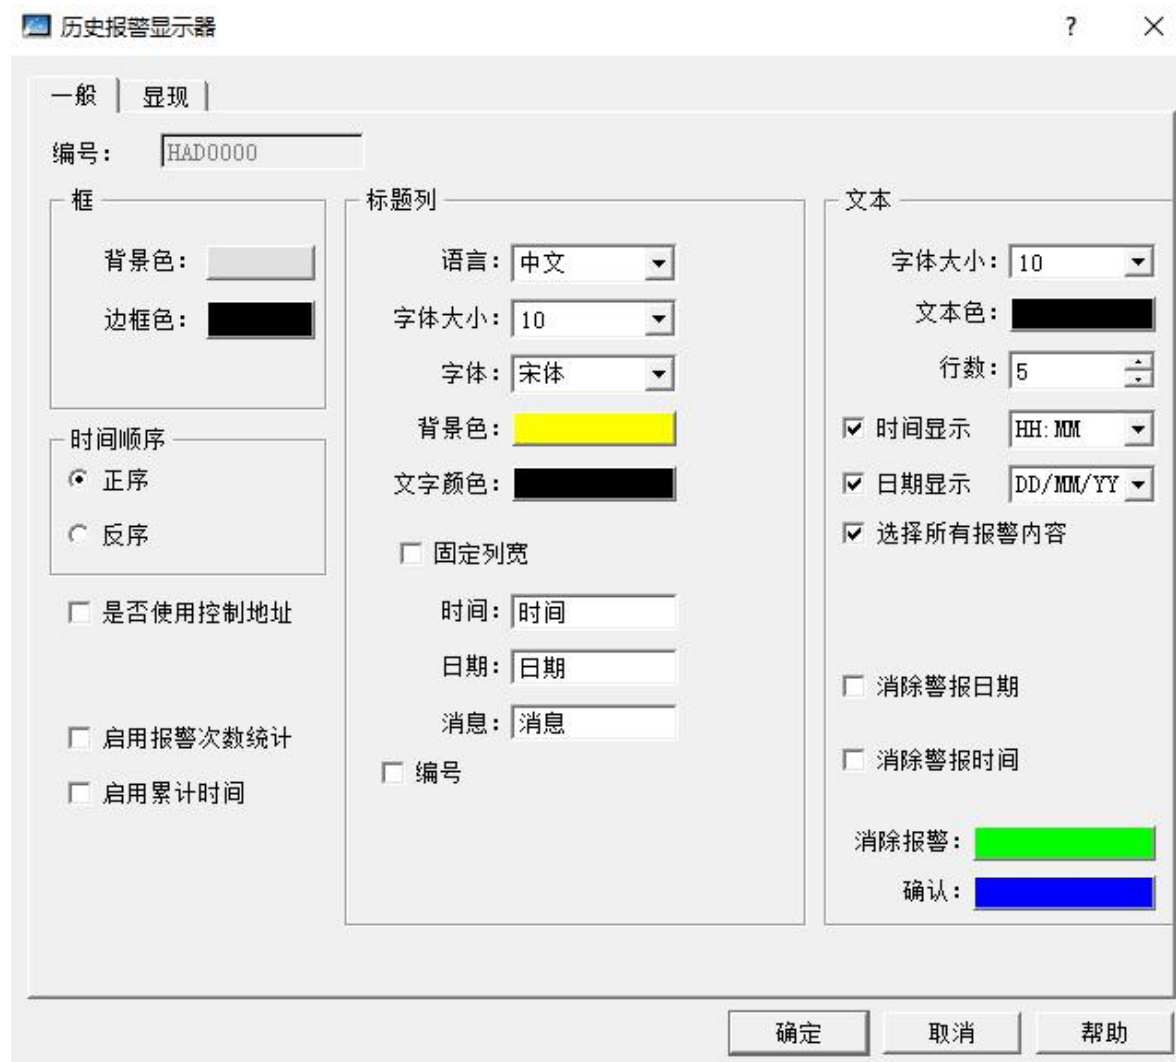 历史报警显示器
?
一般
显现
编号：
HAD0000
框
背景色：
边框色：
时间顺序
正序
反序
是否使用控制地址
启用报警次数统计
启用累计时间
标题列
语言： 中文
字体大小： 10
字体： 宋体
背景色：
文字颜色：
固定列宽
时间： 时间
日期： 日期
消息： 消息
编号
文本
字体大小： 10
文本色：
行数： 5
时间显示 HH:MM
日期显示 DD/MM/YY
选择所有报警内容
消除警报日期
消除警报时间
消除报警：
确认：
确定
取消
帮助